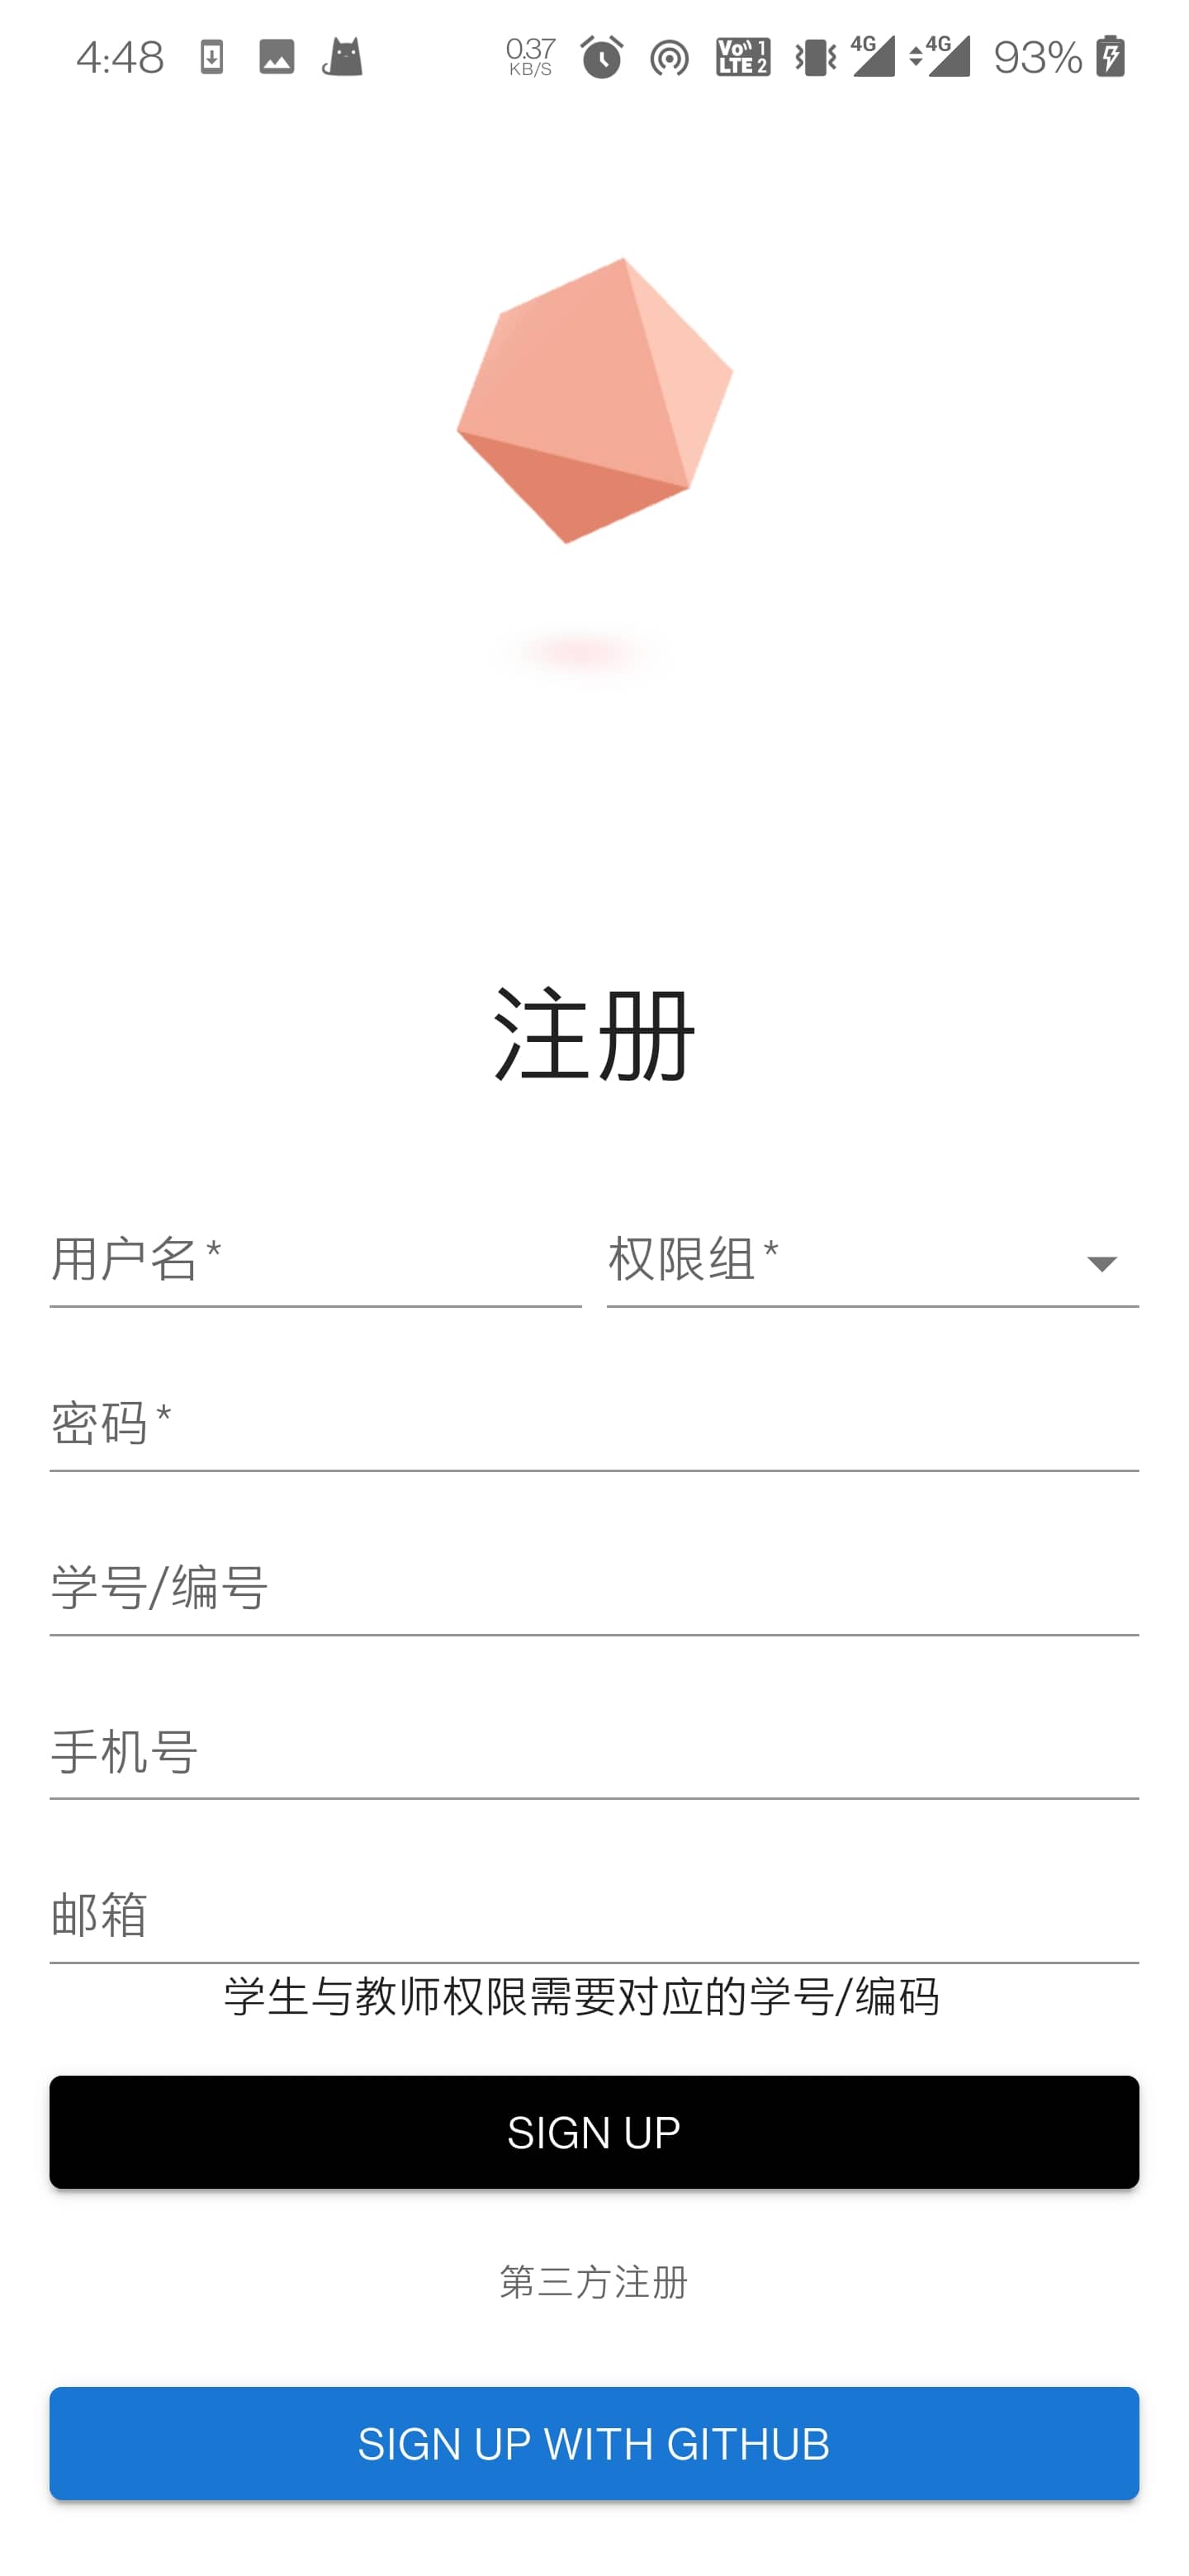 4:48 0.37 KB/S Vo)) 1 LTE 2 4G 4G 93%
注册
用户名* 权限组*
密码*
学号/编号
手机号
邮箱
学生与教师权限需要对应的学号/编码
SIGN UP
第三方注册
SIGN UP WITH GITHUB